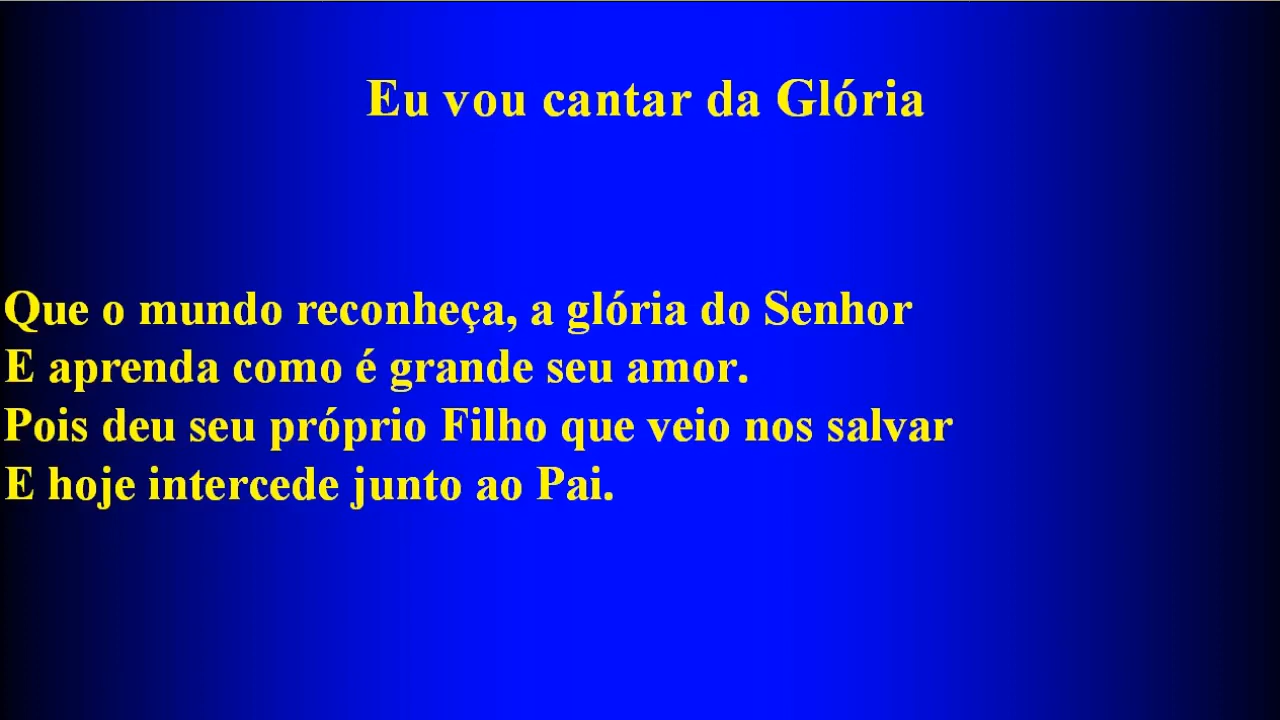 Eu vou cantar da Glória
Que o mundo reconheça, a glória do Senhor
E aprenda como é grande seu amor.
Pois deu seu próprio Filho que veio nos salvar
E hoje intercede junto ao Pai.